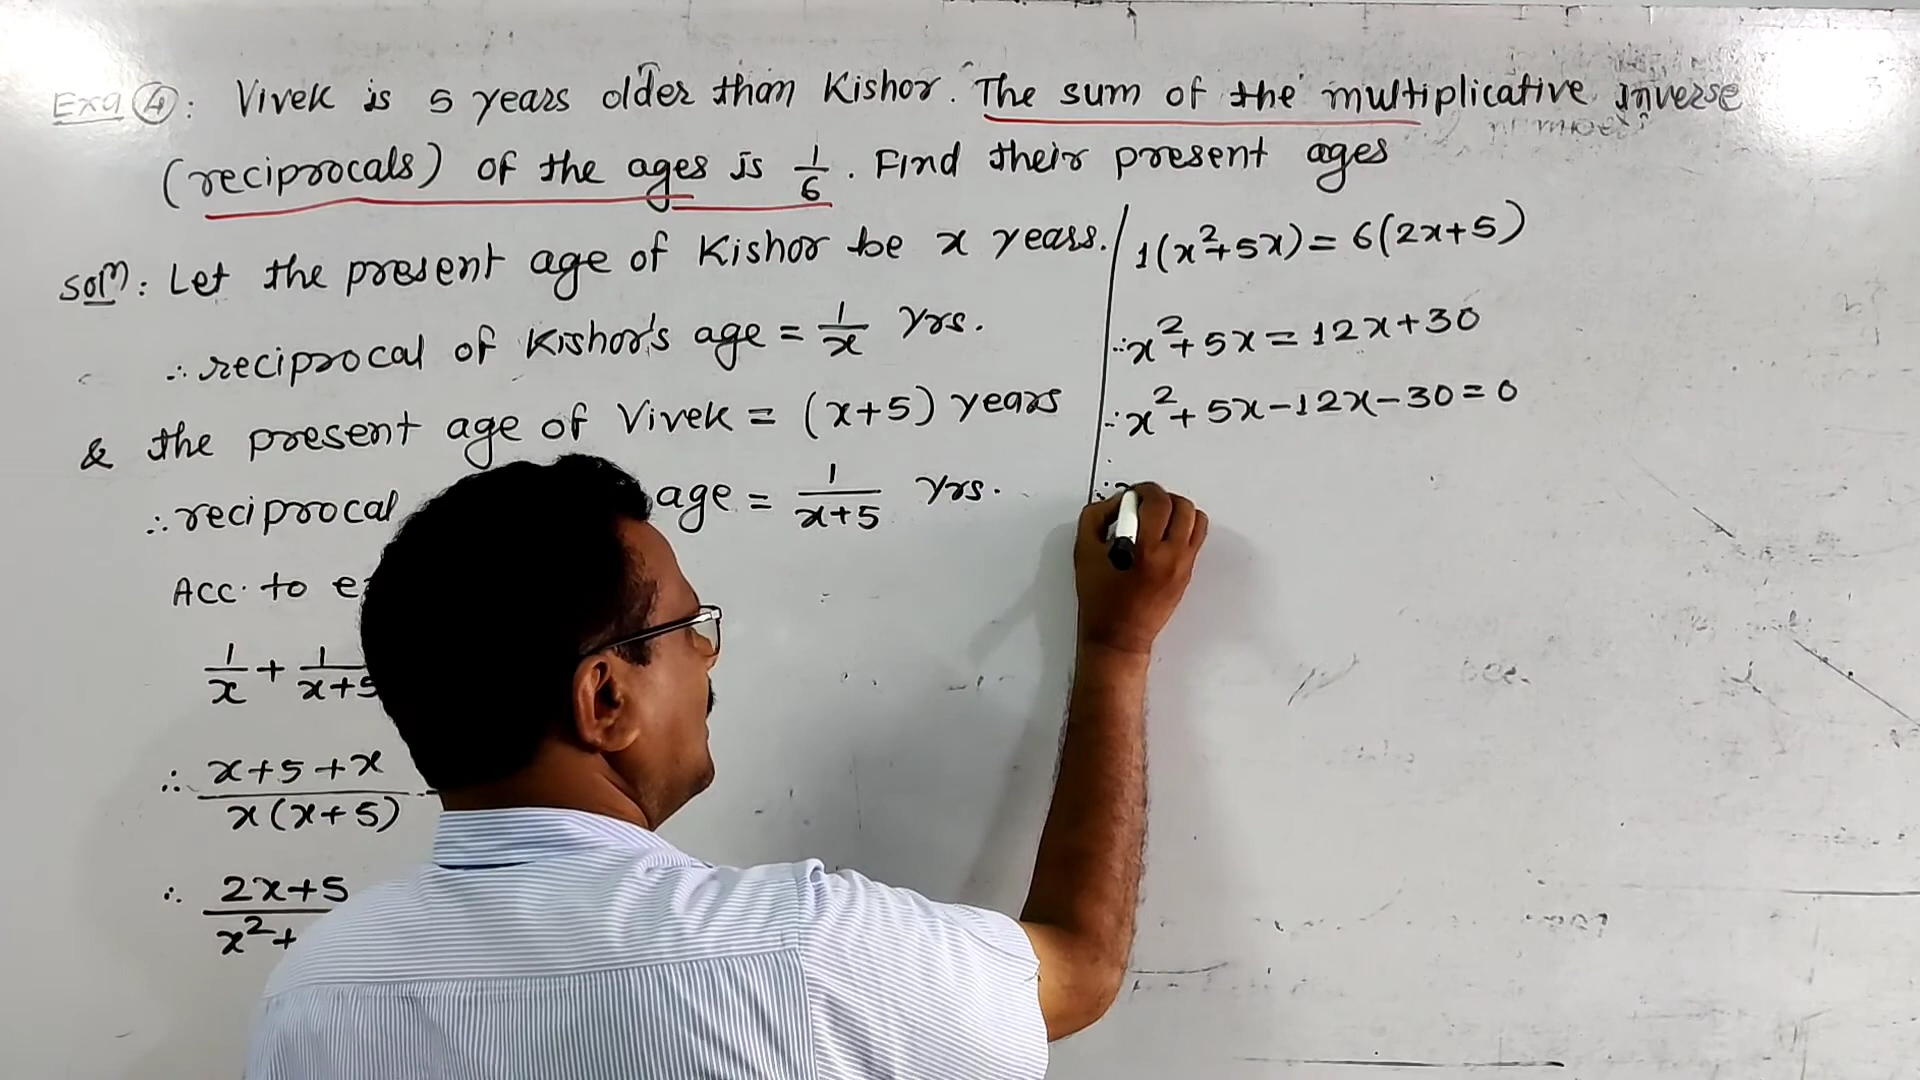 Exa ④: Vivek is 5 years older than Kishor. The sum of the multiplicative inverse
(reciprocals) of the ages is 1/6. Find their present ages
Solⁿ: Let the present age of Kishor be x years.
∴ reciprocal of Kishor's age = 1/x yrs.
& the present age of Vivek = (x+5) years
∴ reciprocal age = 1/(x+5) yrs.
Acc. to
1/x + 1/(x+5
∴ (x+5+x)/(x(x+5))
∴ (2x+5)/(x²+
1(x²+5x) = 6(2x+5)
∴ x²+5x = 12x+30
∴ x²+5x-12x-30=0
∴